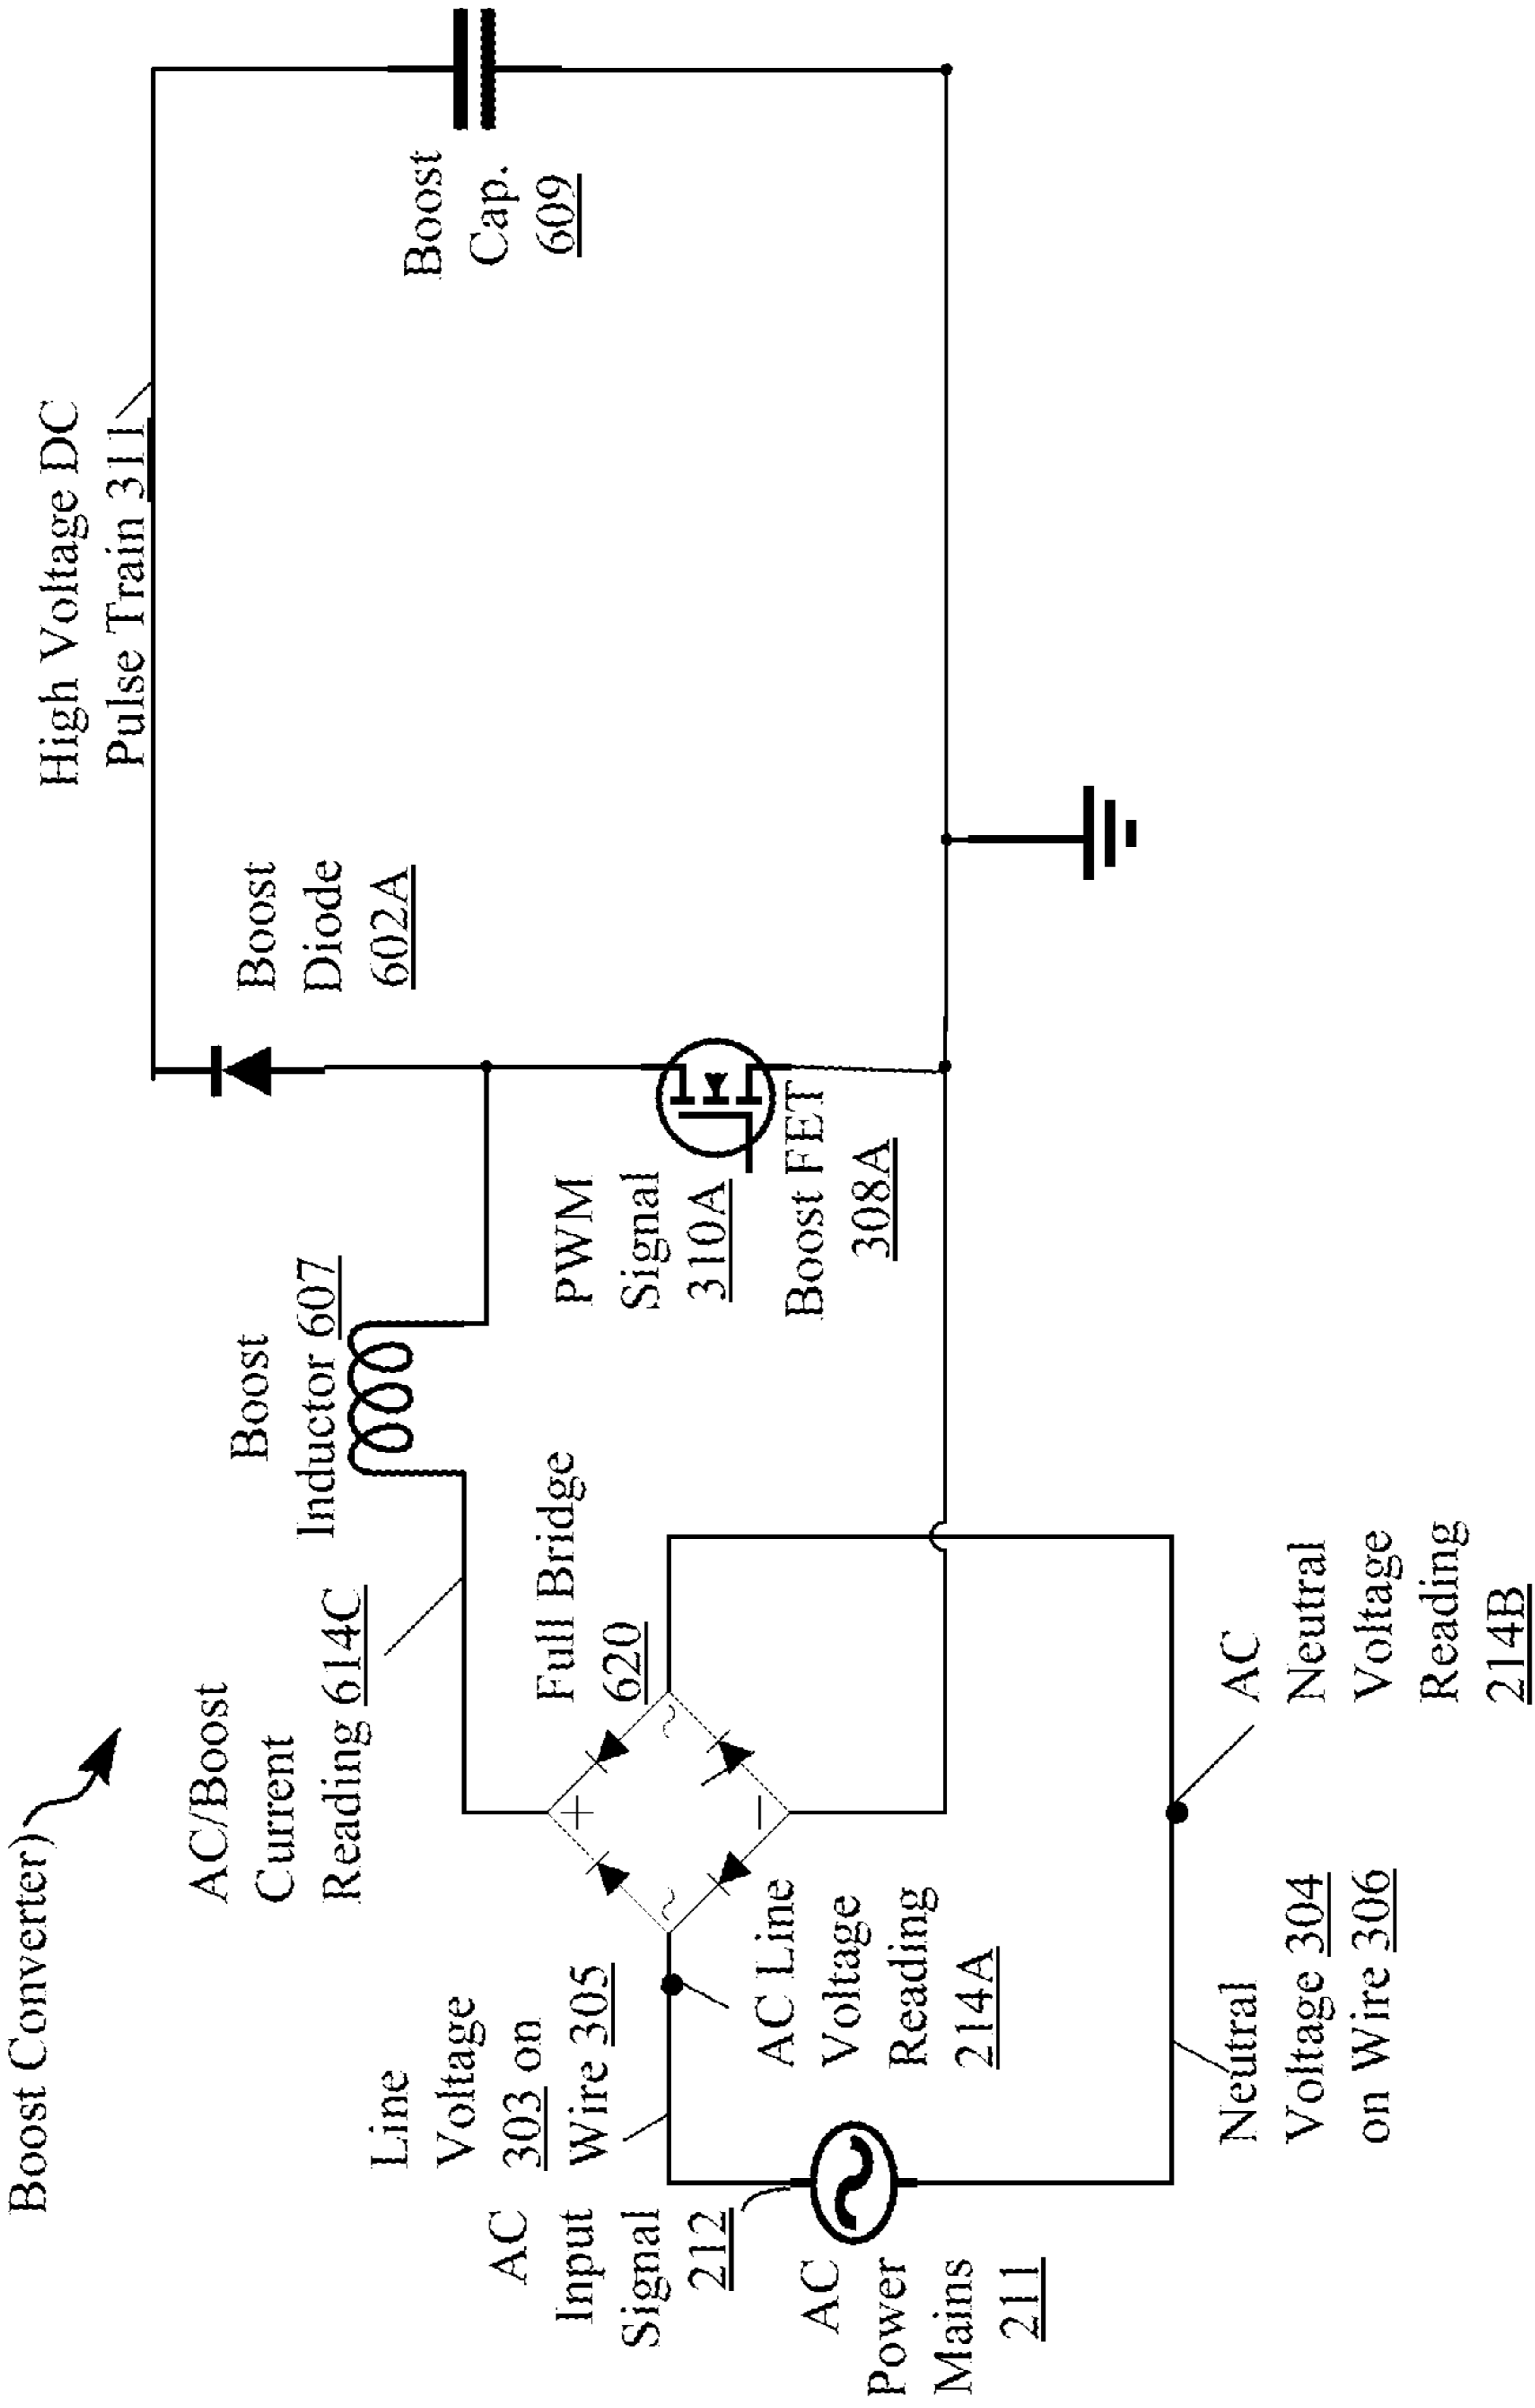 Boost Converter)
AC/Boost
Current
Reading 614C
Boost
Inductor 607
Boost
Diode
602A
High Voltage DC
Pulse Train 311
Boost
Cap.
609
Line
Voltage
303 on
Wire 305
AC
Input
Signal
212
AC
Power
Mains
211
AC Line
Voltage
Reading
214A
Full Bridge
620
+
−
PWM
Signal
310A
Boost FET
308A
Neutral
Voltage 304
on Wire 306
AC
Neutral
Voltage
Reading
214B